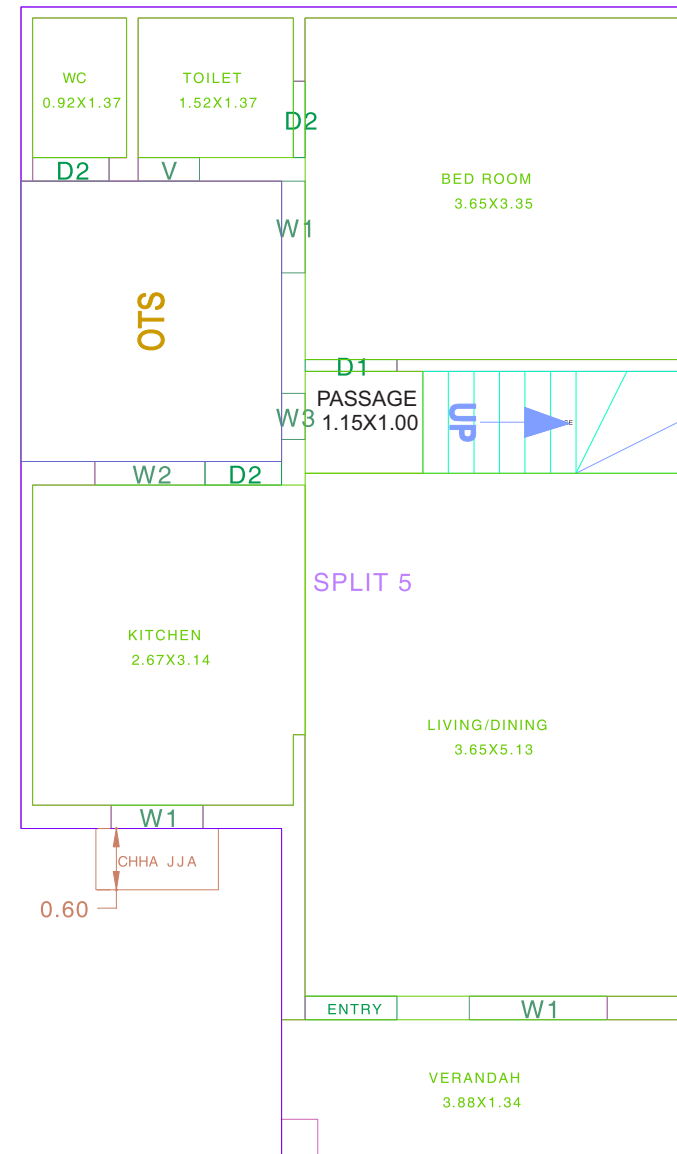 WC
0.92X1.37
TOILET
1.52X1.37
D2
D2
V
BED ROOM
3.65X3.35
W1
OTS
D1
PASSAGE
1.15X1.00
W3
UP
W2
D2
SPLIT 5
KITCHEN
2.67X3.14
LIVING/DINING
3.65X5.13
W1
CHHA JJA
0.60
ENTRY
W1
VERANDAH
3.88X1.34